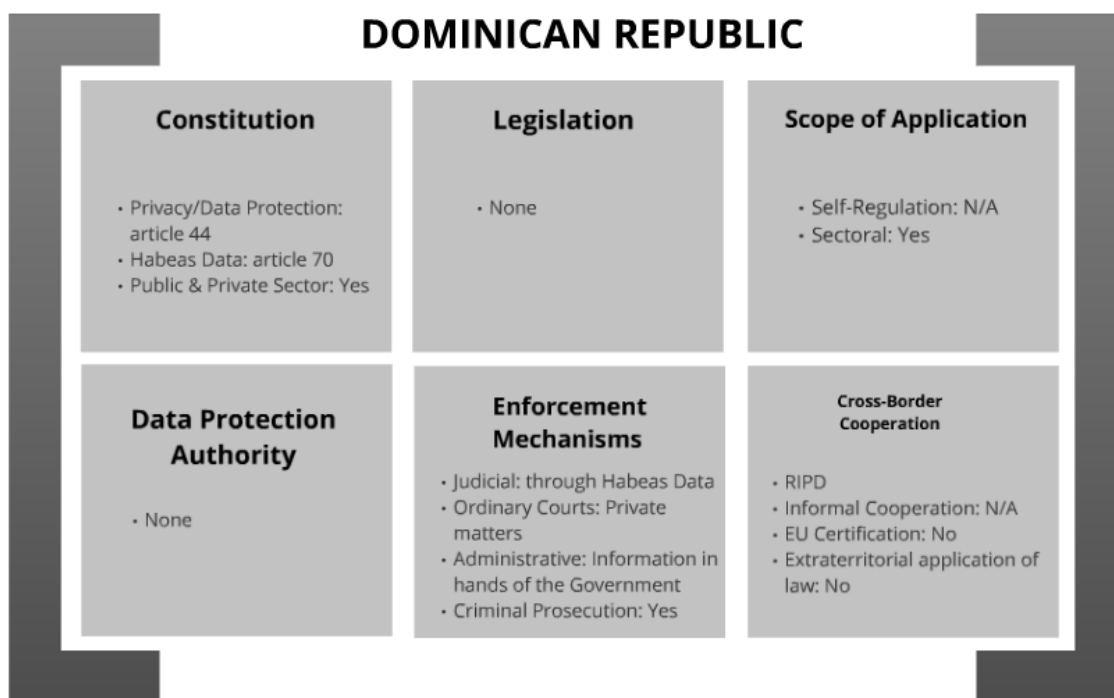 DOMINICAN REPUBLIC
Constitution
• Privacy/Data Protection:
article 44
• Habeas Data: article 70
• Public & Private Sector: Yes
Legislation
• None
Scope of Application
• Self-Regulation: N/A
• Sectoral: Yes
Data Protection
Authority
• None
Enforcement
Mechanisms
• Judicial: through Habeas Data
• Ordinary Courts: Private
matters
• Administrative: Information in
hands of the Government
• Criminal Prosecution: Yes
Cross-Border
Cooperation
• RIPD
• Informal Cooperation: N/A
• EU Certification: No
• Extraterritorial application of
law: No